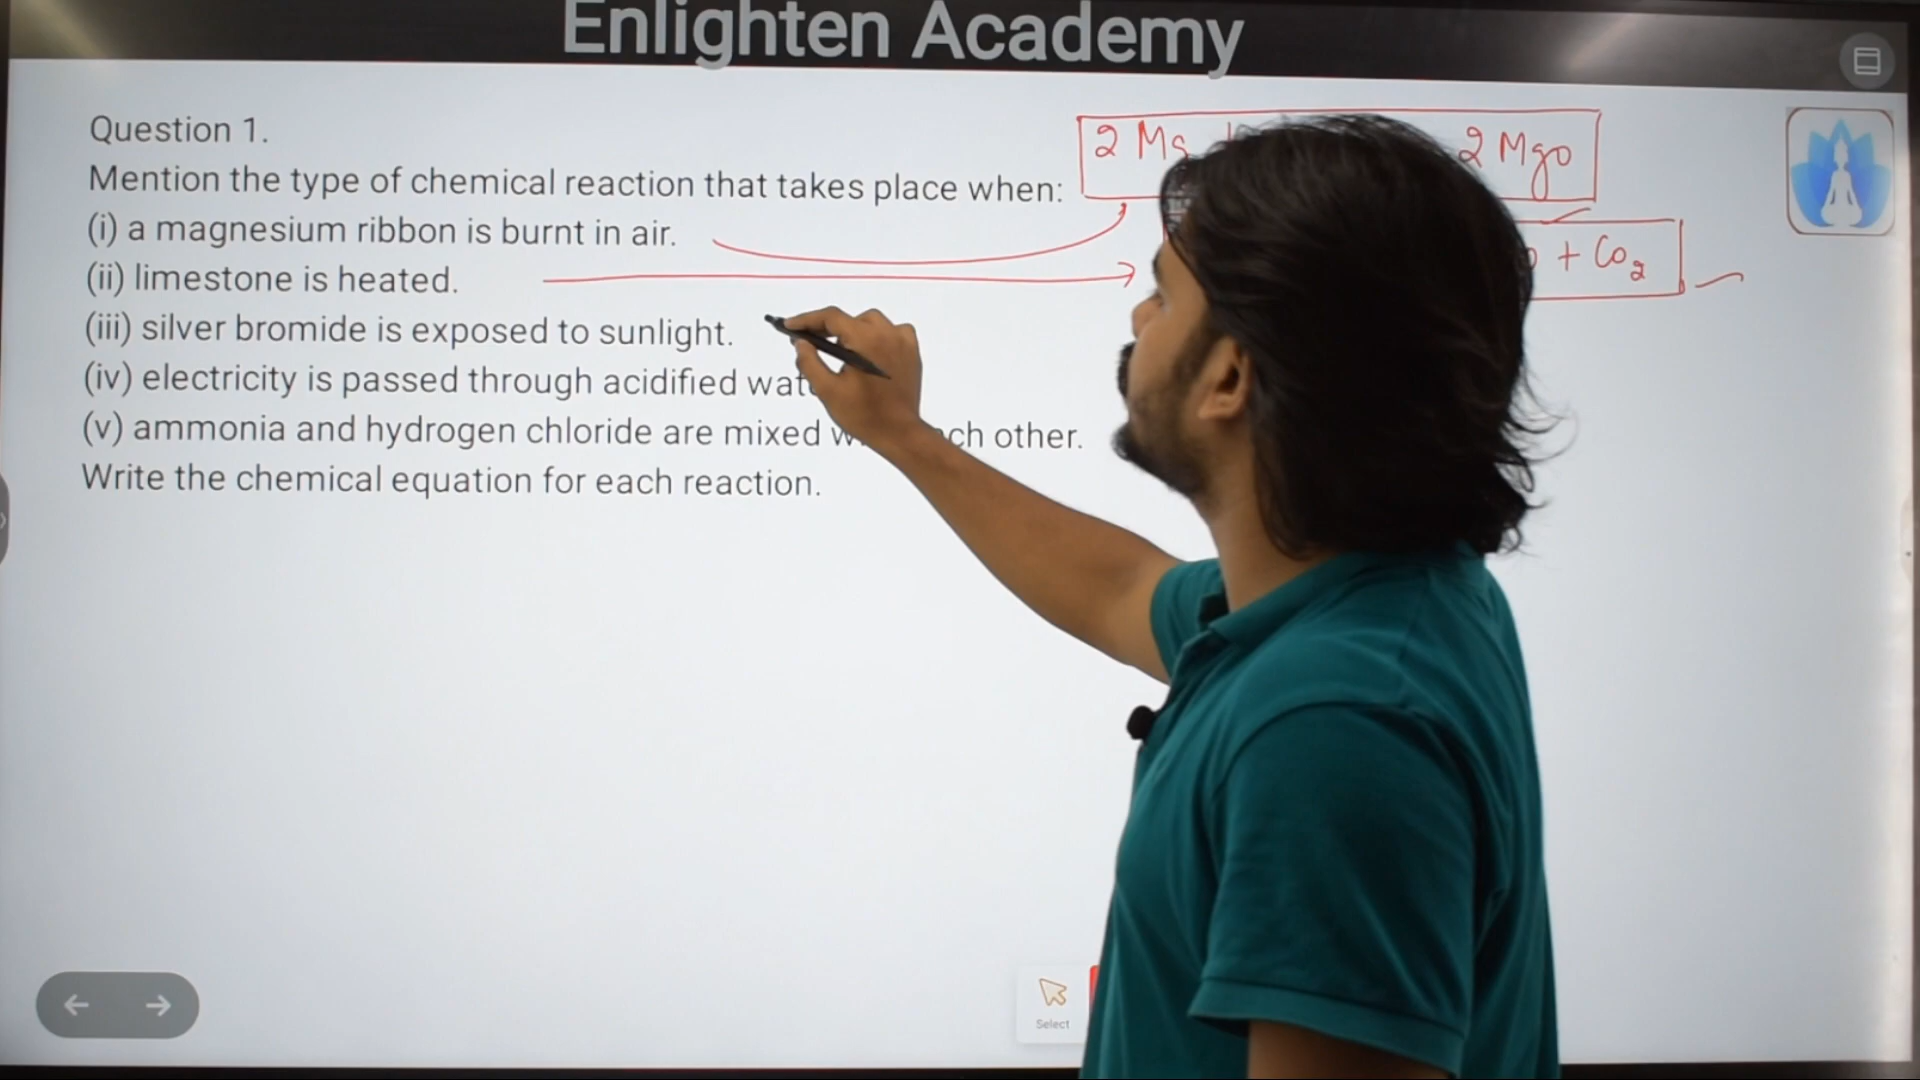 Enlighten Academy
Question 1.
2 Mg 2 Mgo
Mention the type of chemical reaction that takes place when:
(i) a magnesium ribbon is burnt in air.
+ Co2
(ii) limestone is heated.
(iii) silver bromide is exposed to sunlight.
(iv) electricity is passed through acidified
(v) ammonia and hydrogen chloride are mixed other.
Write the chemical equation for each reaction.
Select